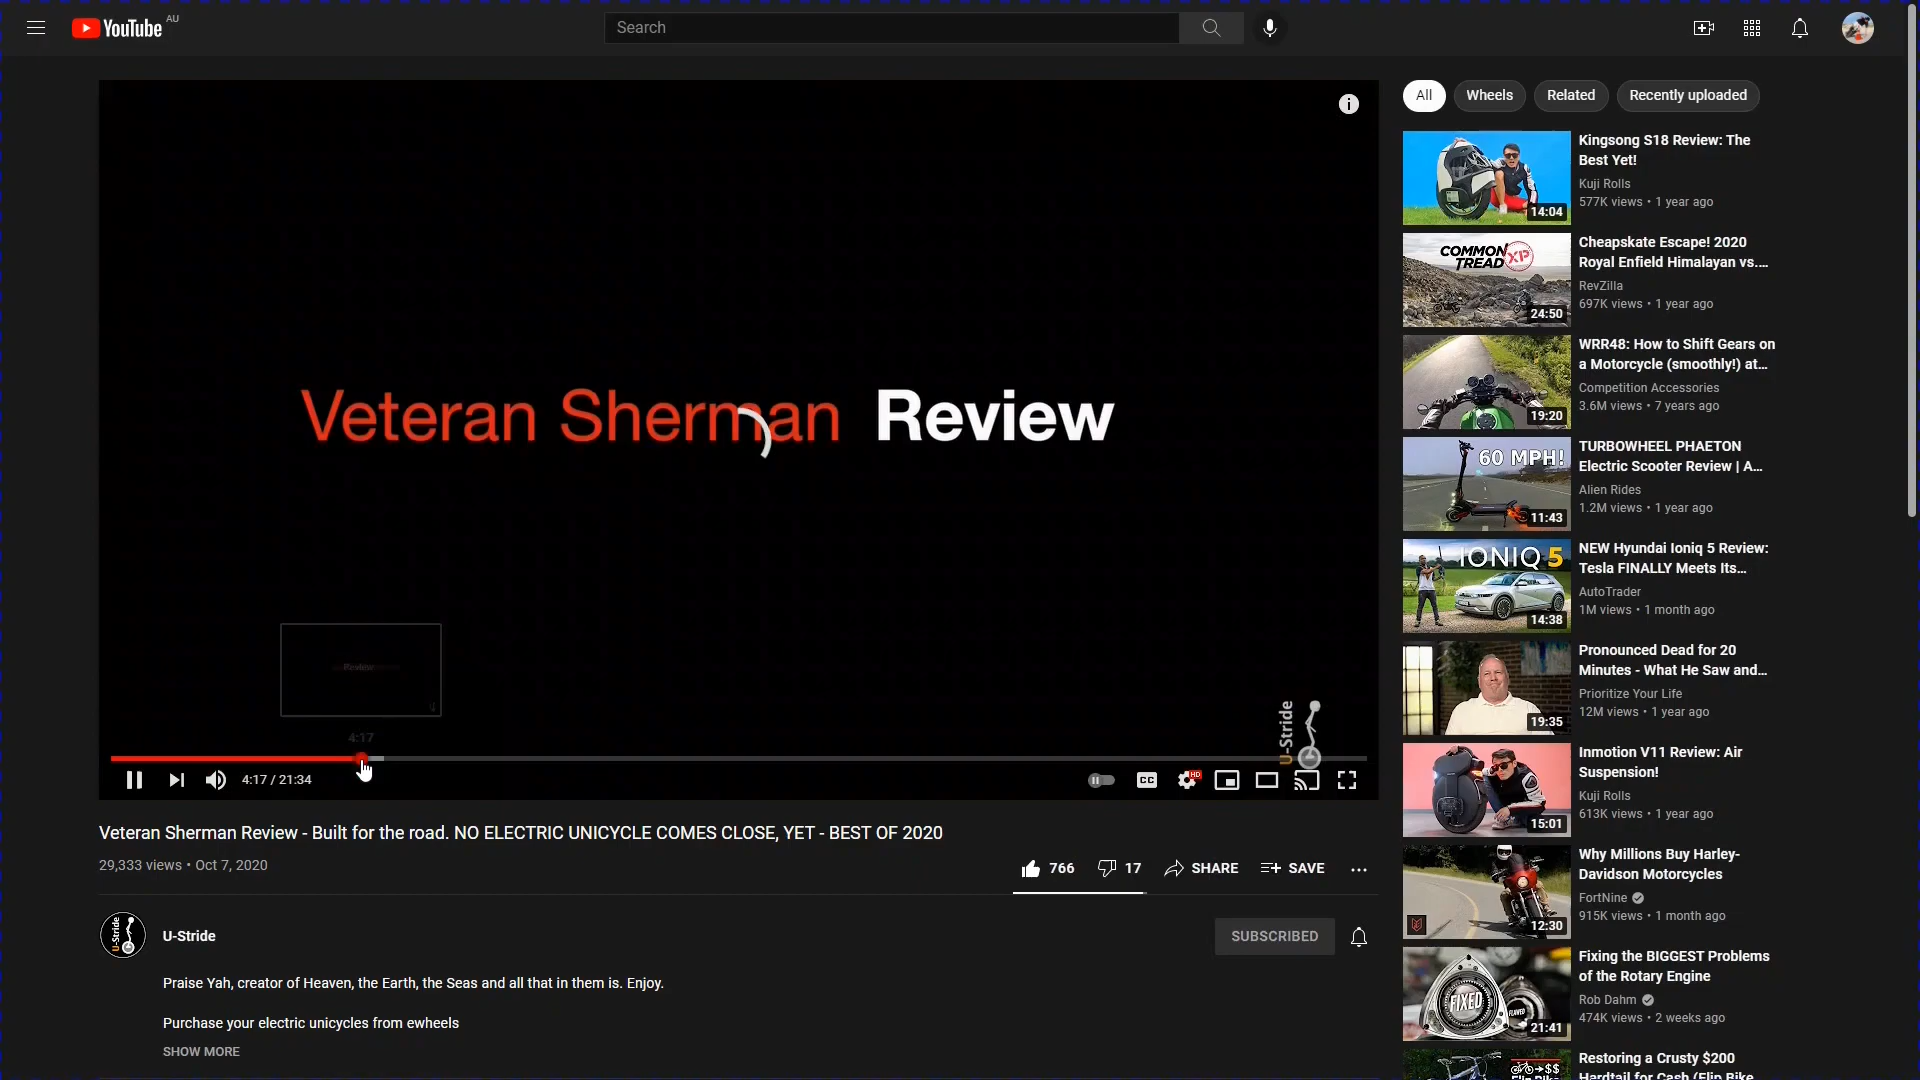 YouTube AU
Search
All
Wheels
Related
Recently uploaded
Veteran Sherman Review
Review
4:17
4:17 / 21:34
CC
HD
U-Stride
Veteran Sherman Review - Built for the road. NO ELECTRIC UNICYCLE COMES CLOSE, YET - BEST OF 2020
29,333 views • Oct 7, 2020
766
17
SHARE
SAVE
U-Stride
U-Stride
SUBSCRIBED
Praise Yah, creator of Heaven, the Earth, the Seas and all that in them is. Enjoy.
Purchase your electric unicycles from ewheels
SHOW MORE
14:04
Kingsong S18 Review: The
Best Yet!
Kuji Rolls
577K views • 1 year ago
COMMON
TREAD XP
24:50
Cheapskate Escape! 2020
Royal Enfield Himalayan vs....
RevZilla
697K views • 1 year ago
19:20
WRR48: How to Shift Gears on
a Motorcycle (smoothly!) at...
Competition Accessories
3.6M views • 7 years ago
60 MPH!
11:43
TURBOWHEEL PHAETON
Electric Scooter Review | A...
Alien Rides
1.2M views • 1 year ago
IONIQ 5
14:38
NEW Hyundai Ioniq 5 Review:
Tesla FINALLY Meets Its...
AutoTrader
1M views • 1 month ago
19:35
Pronounced Dead for 20
Minutes - What He Saw and...
Prioritize Your Life
12M views • 1 year ago
15:01
Inmotion V11 Review: Air
Suspension!
Kuji Rolls
613K views • 1 year ago
12:30
Why Millions Buy Harley-
Davidson Motorcycles
FortNine
915K views • 1 month ago
FIXED
FLAWED
21:41
Fixing the BIGGEST Problems
of the Rotary Engine
Rob Dahm
474K views • 2 weeks ago
Restoring a Crusty $200
Hardtail for Cash (Flip Bike